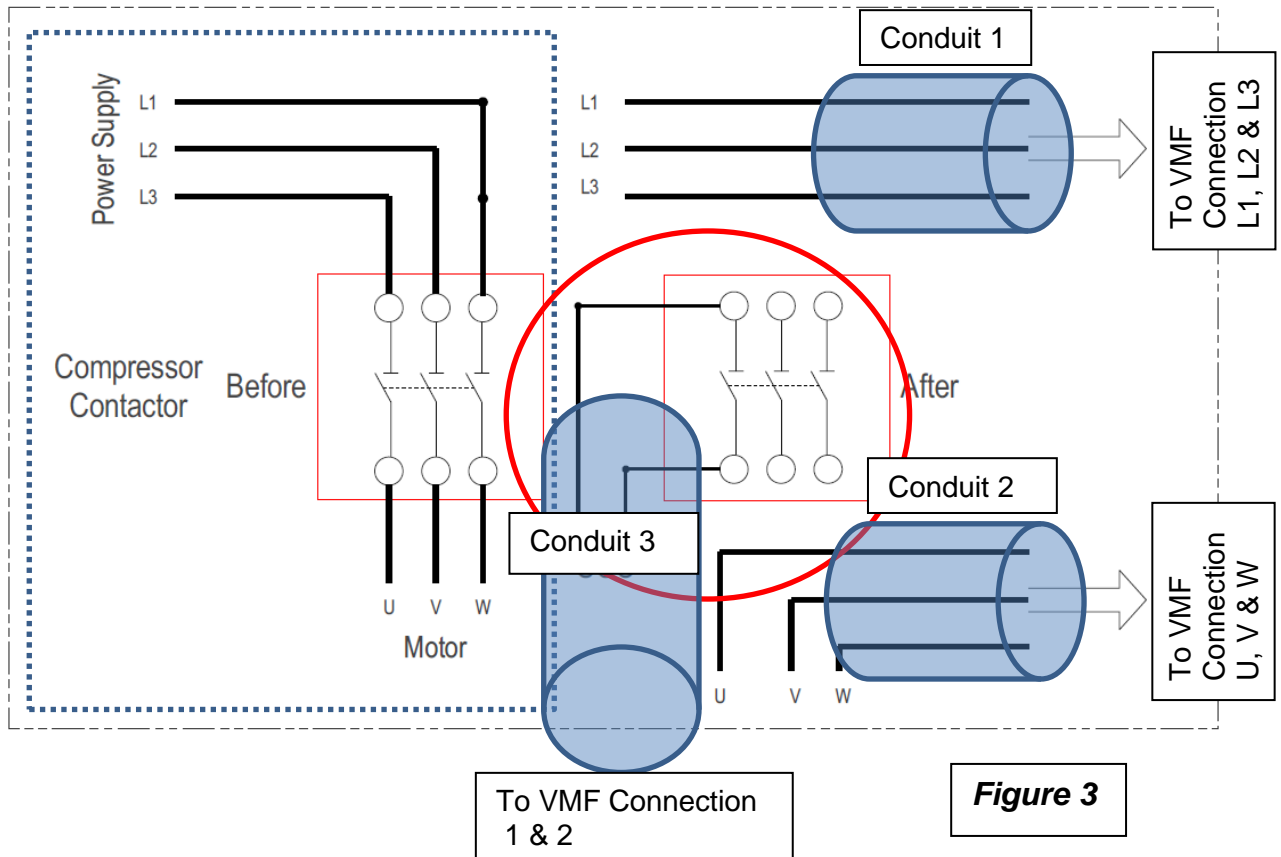 Conduit 1
Power Supply
L1
L2
L3
L1
L2
L3
To VMF
Connection
L1, L2 & L3
Compressor
Contactor
Before
After
Conduit 2
Conduit 3
U
V
W
Motor
U
V
W
To VMF
Connection
U, V & W
To VMF Connection
1 & 2
Figure 3